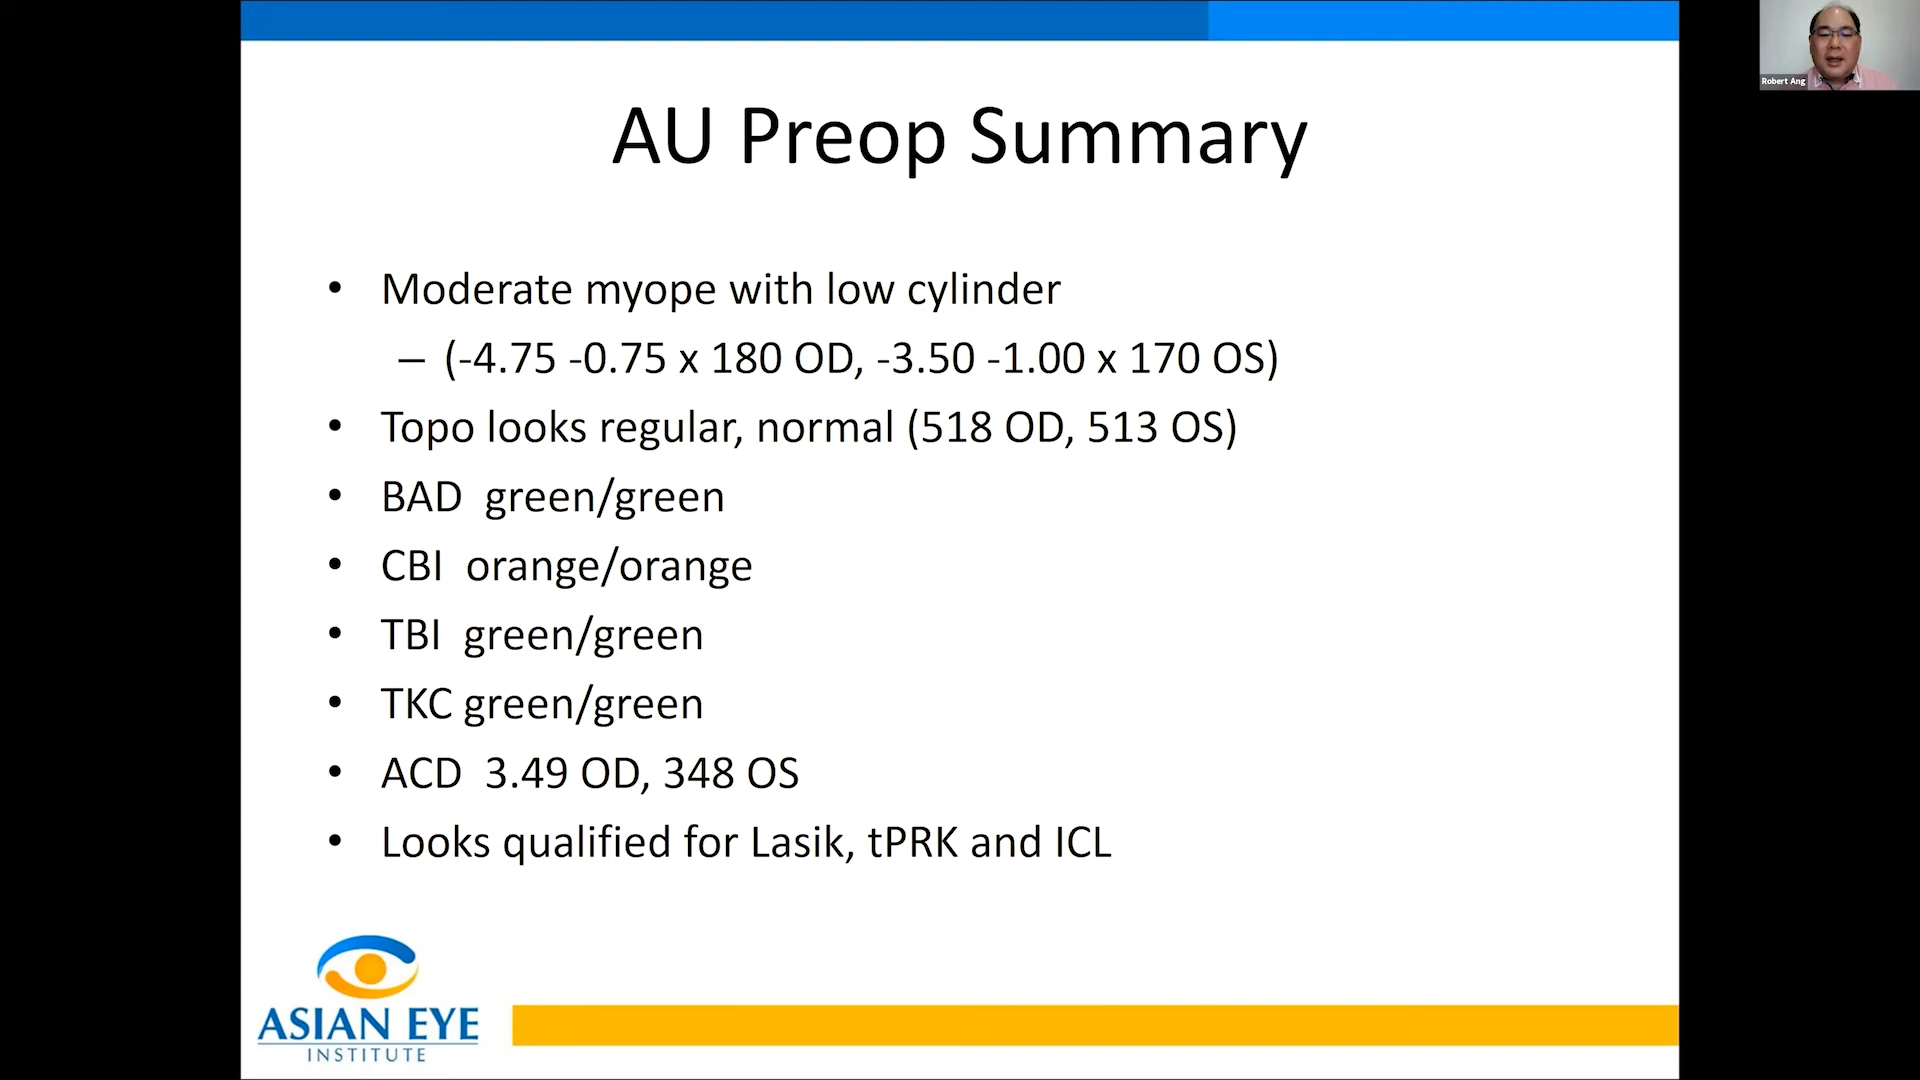 Robert Ang
AU Preop Summary
• Moderate myope with low cylinder
– (-4.75 -0.75 x 180 OD, -3.50 -1.00 x 170 OS)
• Topo looks regular, normal (518 OD, 513 OS)
• BAD green/green
• CBI orange/orange
• TBI green/green
• TKC green/green
• ACD 3.49 OD, 348 OS
• Looks qualified for Lasik, tPRK and ICL
ASIAN EYE
INSTITUTE